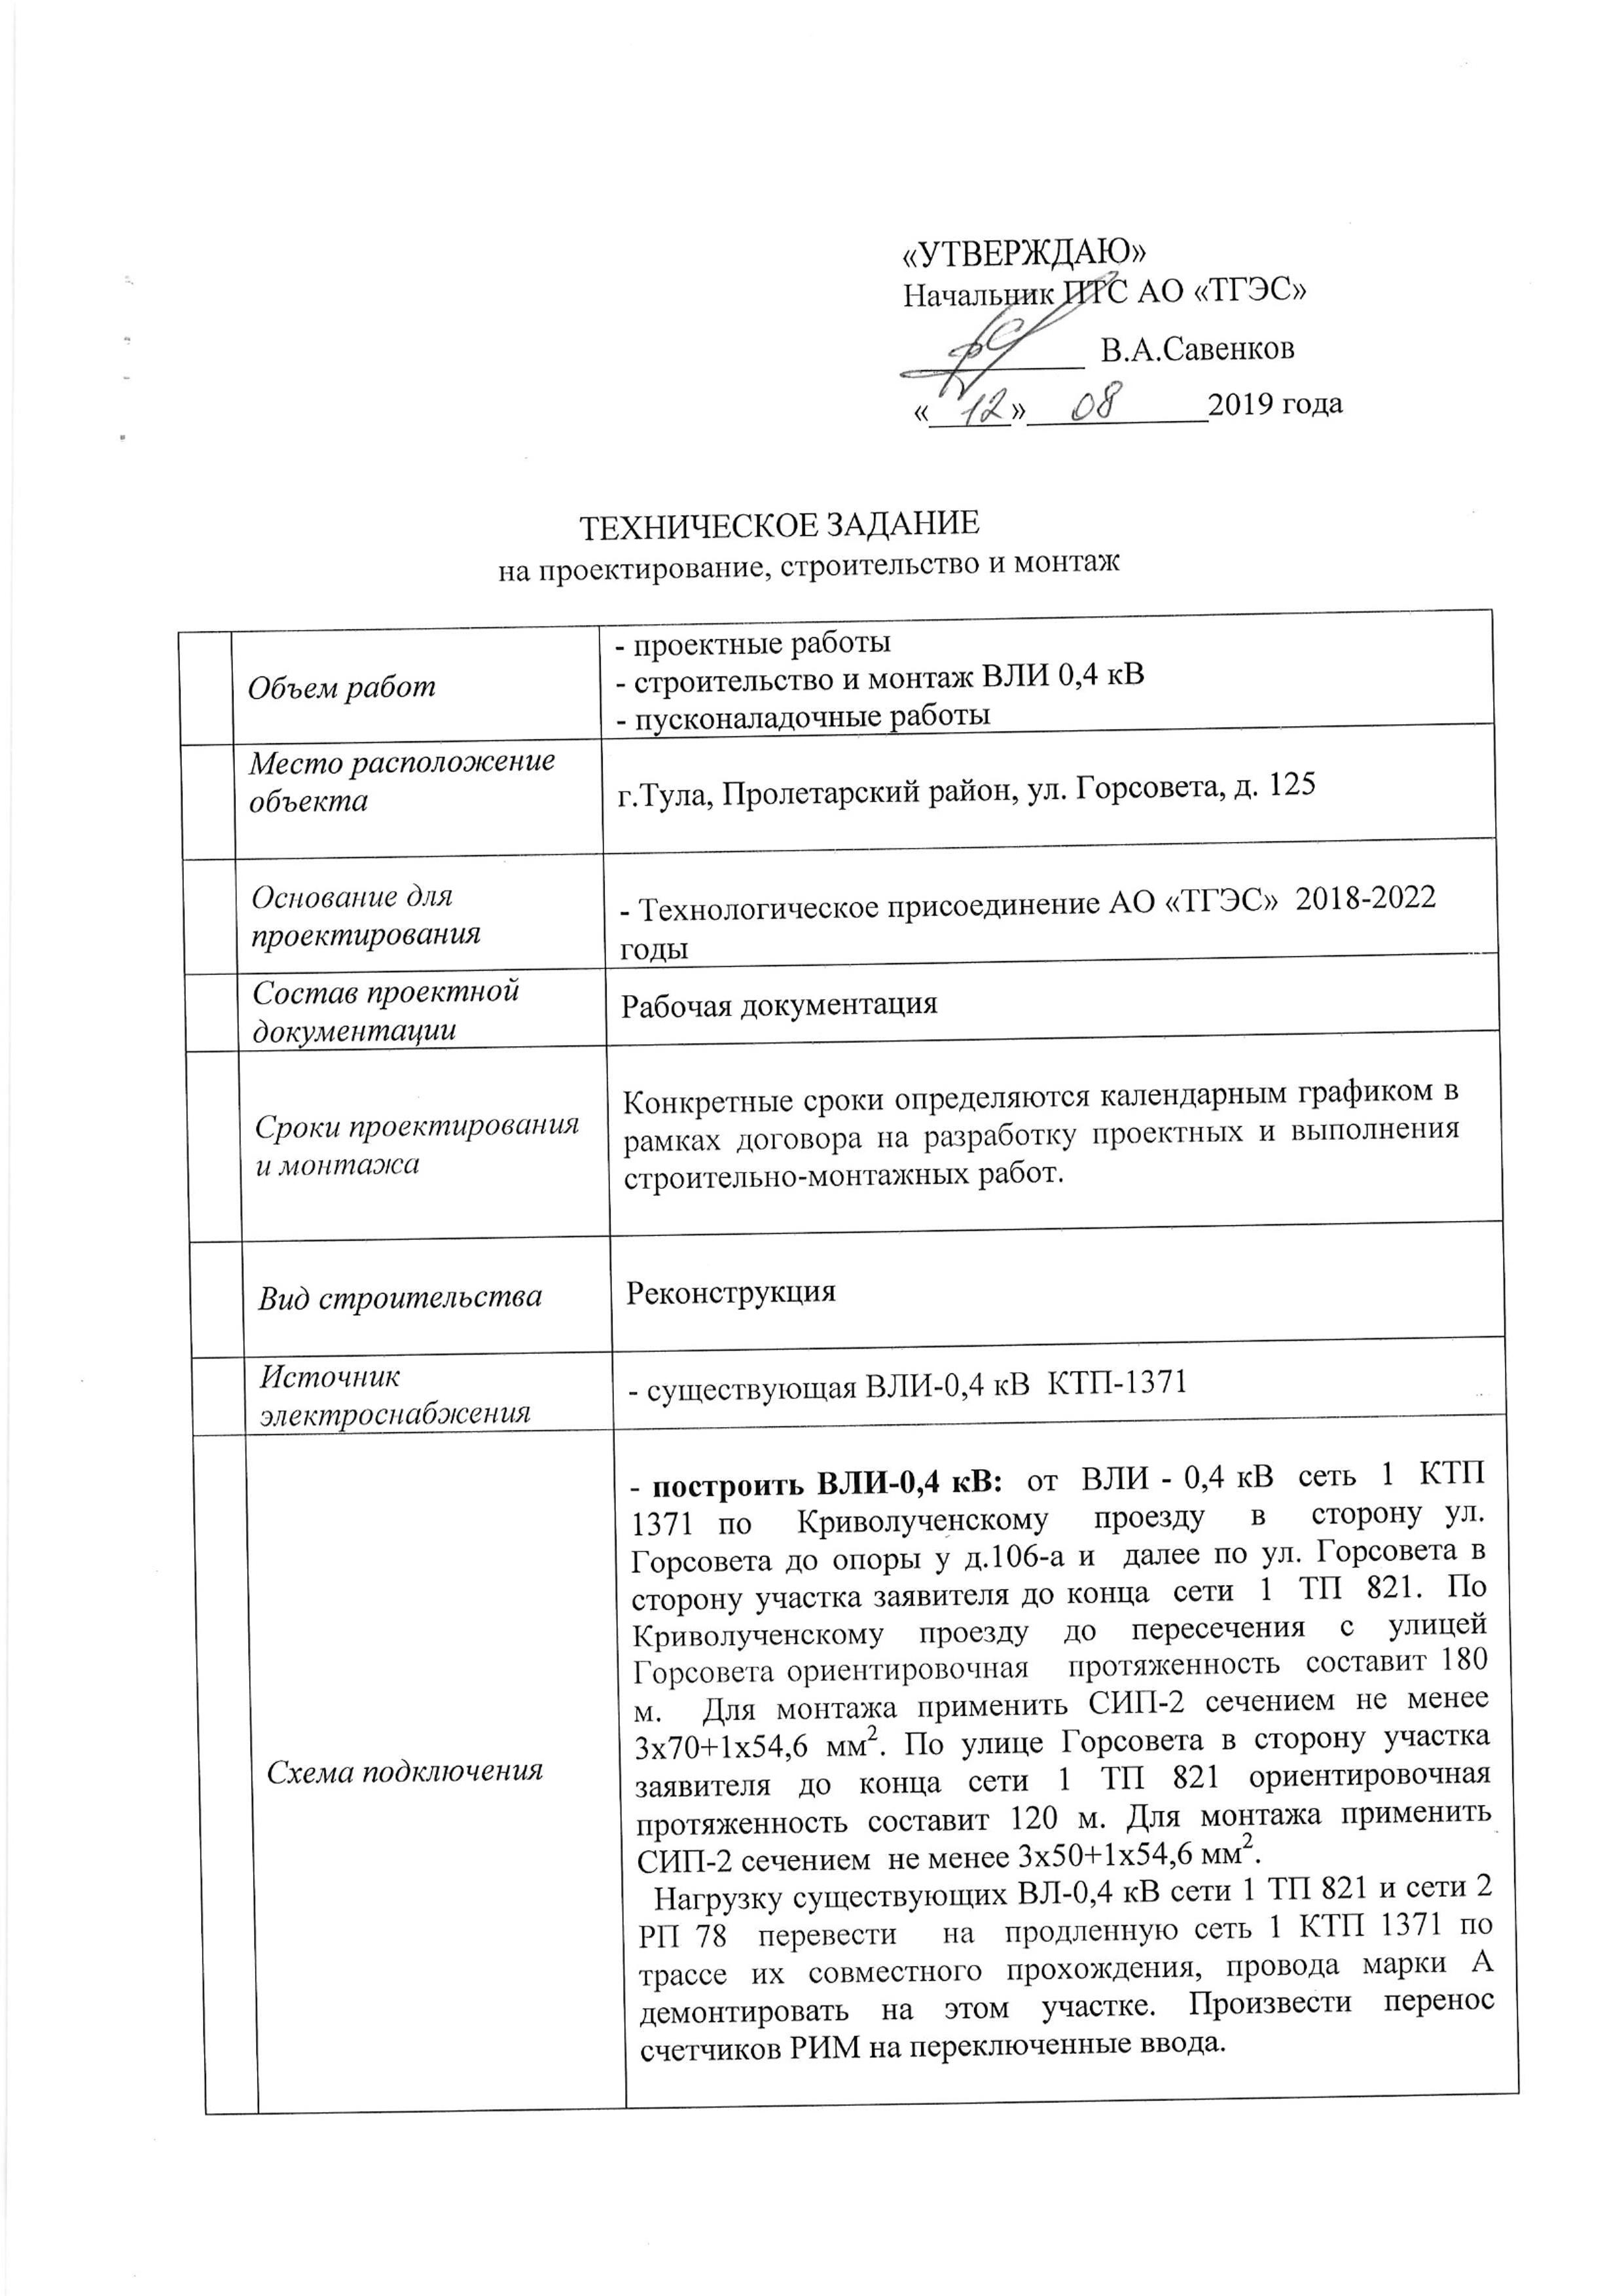 «УТВЕРЖДАЮ»
Начальник ПТС АО «ТГЭС»
В.А.Савенков
«12» 08 2019 года
ТЕХНИЧЕСКОЕ ЗАДАНИЕ
на проектирование, строительство и монтаж
Объем работ
- проектные работы
- строительство и монтаж ВЛИ 0,4 кВ
- пусконаладочные работы
Место расположение
объекта
г.Тула, Пролетарский район, ул. Горсовета, д. 125
Основание для
проектирования
- Технологическое присоединение АО «ТГЭС» 2018-2022
годы
Состав проектной
документации
Рабочая документация
Сроки проектирования
и монтажа
Конкретные сроки определяются календарным графиком в
рамках договора на разработку проектных и выполнения
строительно-монтажных работ.
Вид строительства
Реконструкция
Источник
электроснабжения
- существующая ВЛИ-0,4 кВ КТП-1371
Схема подключения
- построить ВЛИ-0,4 кВ: от ВЛИ - 0,4 кВ сеть 1 КТП
1371 по Криволученскому проезду в сторону ул.
Горсовета до опоры у д.106-а и далее по ул. Горсовета в
сторону участка заявителя до конца сети 1 ТП 821. По
Криволученскому проезду до пересечения с улицей
Горсовета ориентировочная протяженность составит 180
м. Для монтажа применить СИП-2 сечением не менее
3х70+1х54,6 мм². По улице Горсовета в сторону участка
заявителя до конца сети 1 ТП 821 ориентировочная
протяженность составит 120 м. Для монтажа применить
СИП-2 сечением не менее 3х50+1х54,6 мм².
Нагрузку существующих ВЛ-0,4 кВ сети 1 ТП 821 и сети 2
РП 78 перевести на продленную сеть 1 КТП 1371 по
трассе их совместного прохождения, провода марки А
демонтировать на этом участке. Произвести перенос
счетчиков РИМ на переключенные ввода.